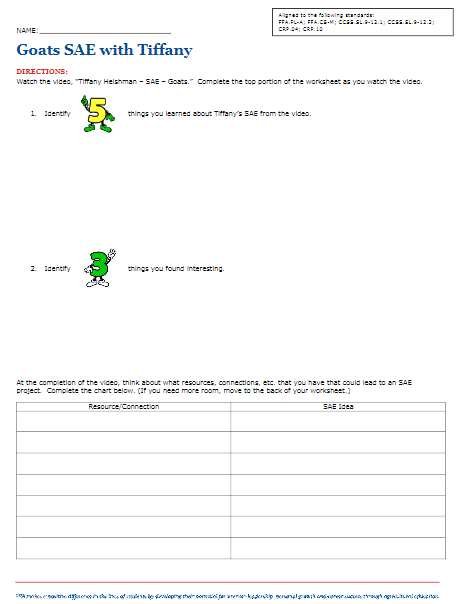 Aligned to the following standards:
FFA.PL-A; FFA.CS-M; CCSS.SL.9-12.1; CCSS.SL.9-12.2;
CRP.04; CRP.10
NAME:
Goats SAE with Tiffany
DIRECTIONS:
Watch the video, “Tiffany Heishman – SAE – Goats.” Complete the top portion of the worksheet as you watch the video.
1. Identify 5 things you learned about Tiffany’s SAE from the video.
2. Identify 3 things you found interesting.
At the completion of the video, think about what resources, connections, etc. that you have that could lead to an SAE
project. Complete the chart below. (If you need more room, move to the back of your worksheet.)
Resource/Connection SAE Idea
FFA makes a positive difference in the lives of students by developing their potential for premier leadership, personal growth and career success through agricultural education.